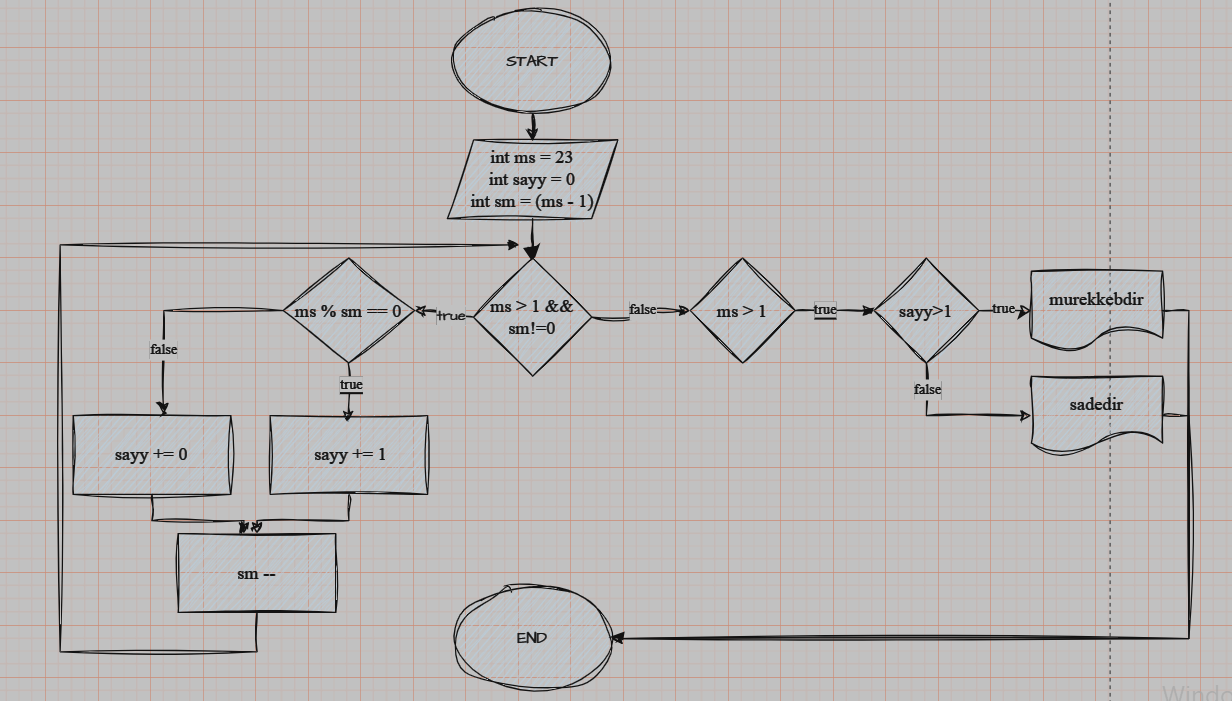 START
int ms = 23
int sayy = 0
int sm = (ms - 1)
ms % sm == 0
true
ms > 1 &&
sm!=0
false
ms > 1
true
sayy>1
true
murekkebdir
false
true
false
sadedir
sayy += 0
sayy += 1
sm --
END